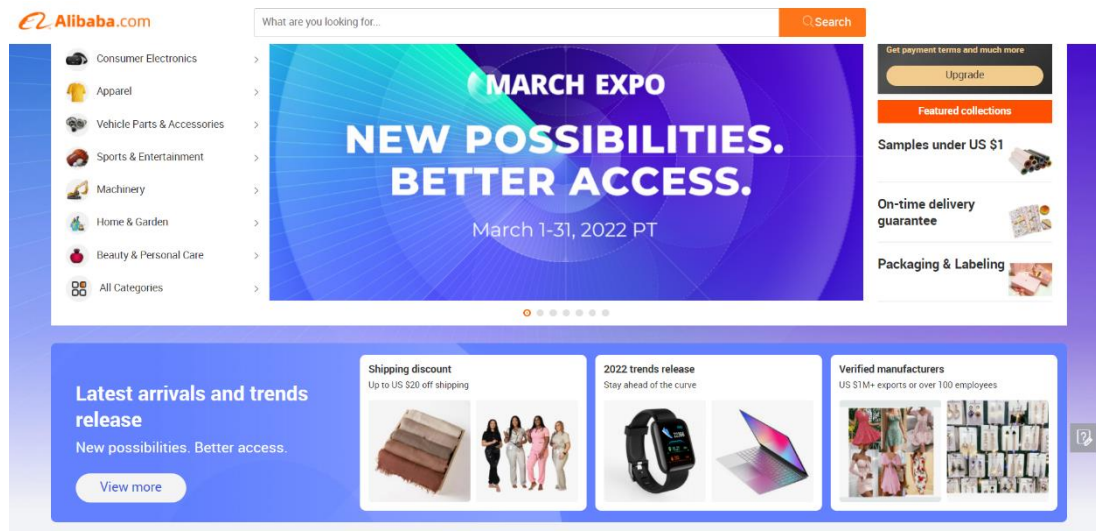 Alibaba.com
What are you looking for...
Search
Consumer Electronics
Apparel
Vehicle Parts & Accessories
Sports & Entertainment
Machinery
Home & Garden
Beauty & Personal Care
All Categories
MARCH EXPO
NEW POSSIBILITIES.
BETTER ACCESS.
March 1-31, 2022 PT
Get payment terms and much more
Upgrade
Featured collections
Samples under US $1
On-time delivery
guarantee
Packaging & Labeling
Latest arrivals and trends
release
New possibilities. Better access.
View more
Shipping discount
Up to US $20 off shipping
2022 trends release
Stay ahead of the curve
Verified manufacturers
US $1M+ exports or over 100 employees